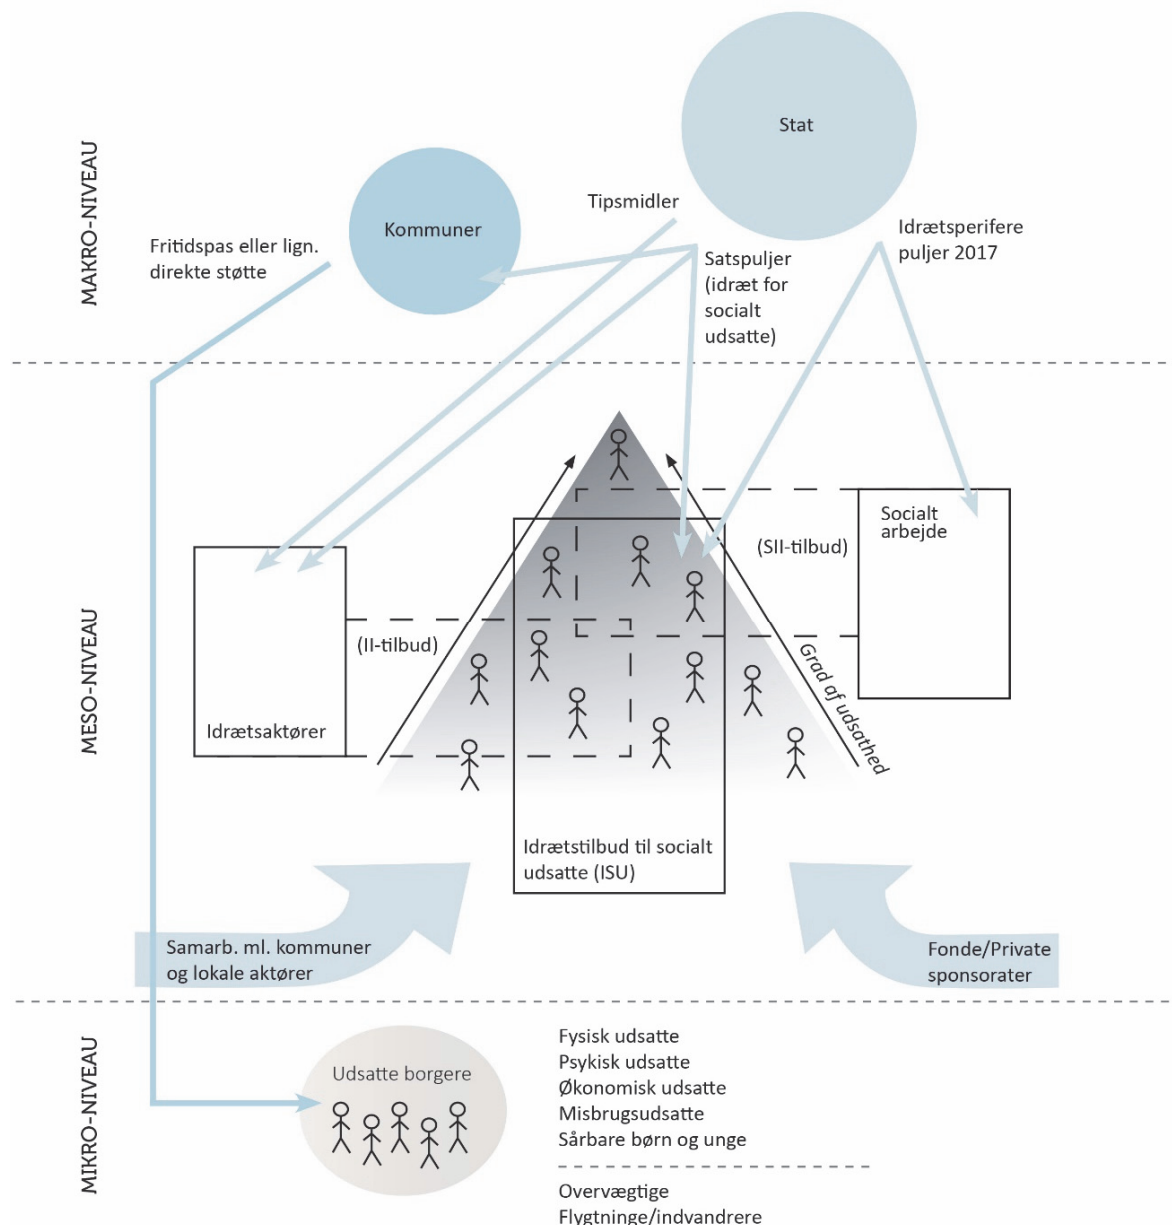 MAKRO-NIVEAU
Stat
Kommuner
Tipsmidler
Fritidspas eller lign.
direkte støtte
Satspuljer
(idræt for
socialt
udsatte)
Idrætsperifere
puljer 2017
MESO-NIVEAU
Socialt
arbejde
(SII-tilbud)
(II-tilbud)
Idrætsaktører
Grad af udsathed
Idrætstilbud til socialt
udsatte (ISU)
Samarb. ml. kommuner
og lokale aktører
Fonde/Private
sponsorater
MIKRO-NIVEAU
Udsatte borgere
Fysisk udsatte
Psykisk udsatte
Økonomisk udsatte
Misbrugsudsatte
Sårbare børn og unge
Overvægtige
Flygtninge/indvandrere